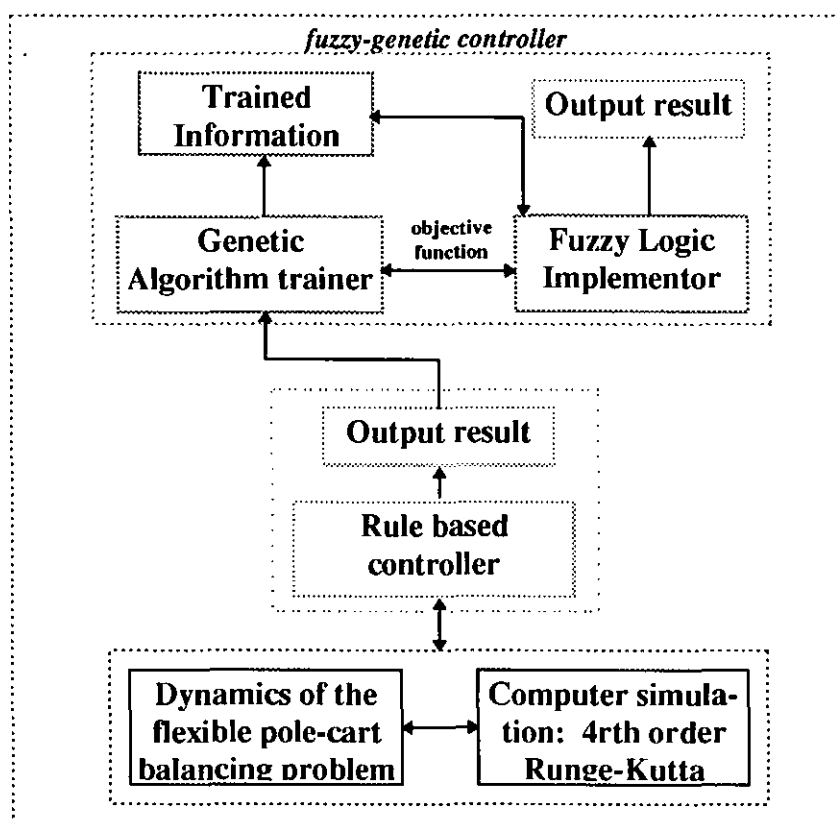 fuzzy-genetic controller
Trained
Information
Output result
Genetic
Algorithm trainer
objective
function
Fuzzy Logic
Implementor
Output result
Rule based
controller
Dynamics of the
flexible pole-cart
balancing problem
Computer simula-
tion: 4rth order
Runge-Kutta